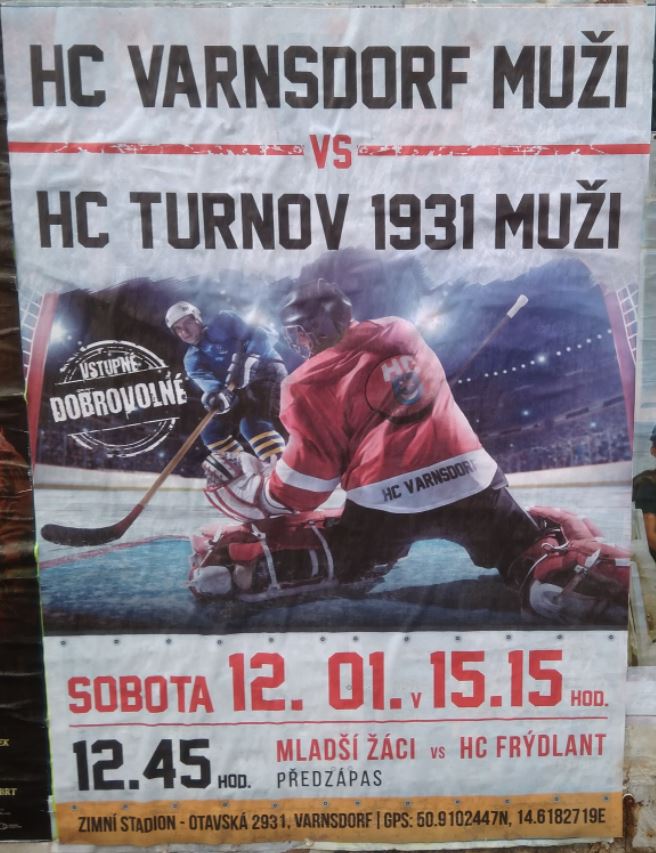 HC VARNSDORF MUŽI
VS
HC TURNOV 1931 MUŽI
VSTUPNÉ
DOBROVOLNÉ
HC
HC VARNSDORF
SOBOTA 12. 01. v 15.15 HOD.
12.45 HOD. MLADŠÍ ŽÁCI vs HC FRÝDLANT
PŘEDZÁPAS
ZIMNÍ STADION - OTAVSKÁ 2931, VARNSDORF | GPS: 50.9102447N, 14.6182719E